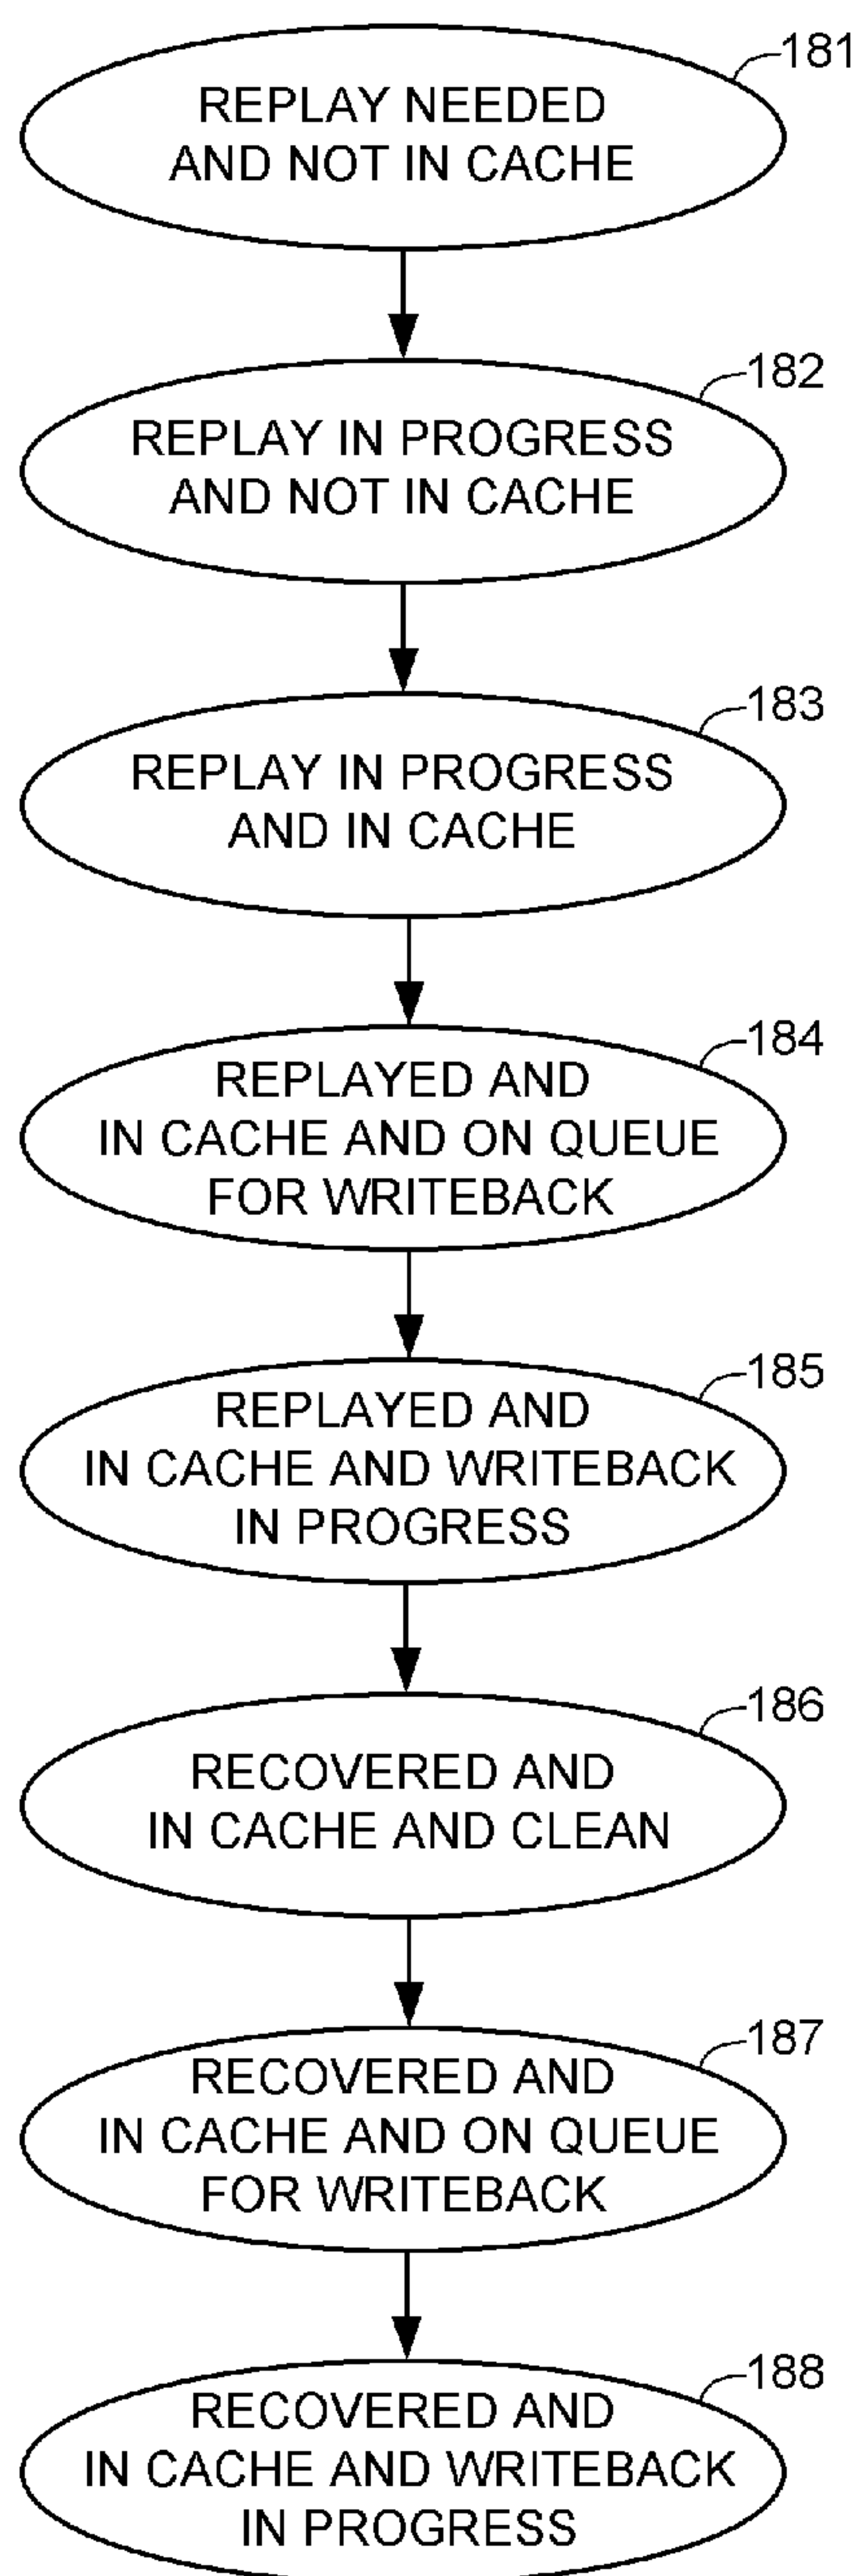 181
REPLAY NEEDED
AND NOT IN CACHE
182
REPLAY IN PROGRESS
AND NOT IN CACHE
183
REPLAY IN PROGRESS
AND IN CACHE
184
REPLAYED AND
IN CACHE AND ON QUEUE
FOR WRITEBACK
185
REPLAYED AND
IN CACHE AND WRITEBACK
IN PROGRESS
186
RECOVERED AND
IN CACHE AND CLEAN
187
RECOVERED AND
IN CACHE AND ON QUEUE
FOR WRITEBACK
188
RECOVERED AND
IN CACHE AND WRITEBACK
IN PROGRESS